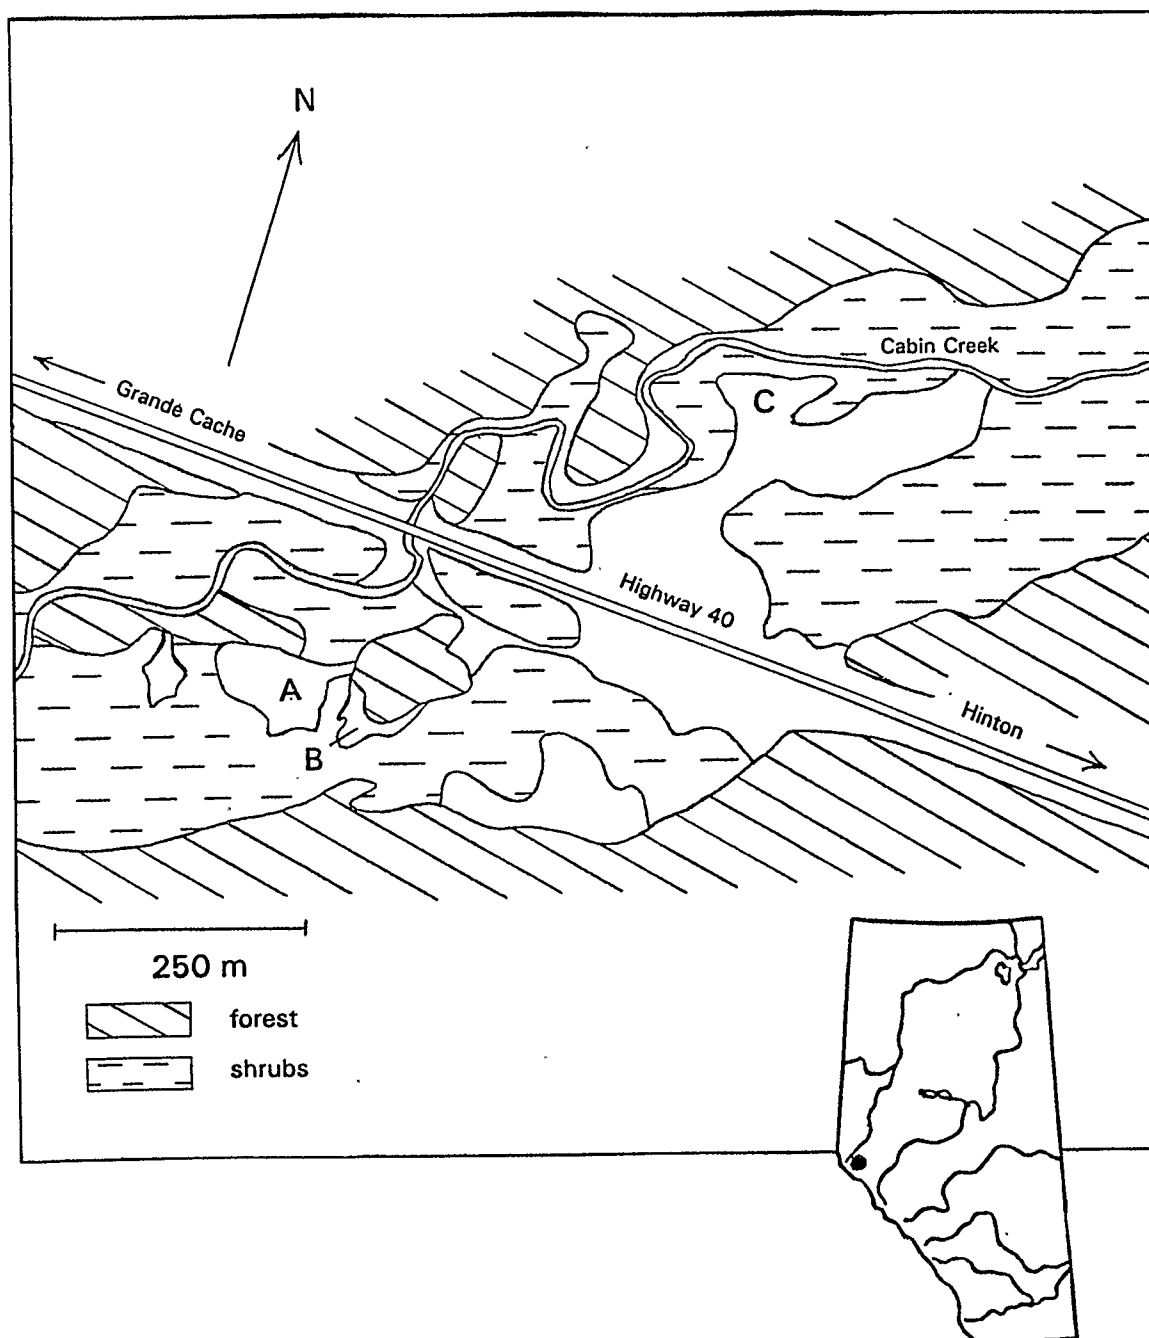 N
Cabin Creek
Grande Cache
C
Highway 40
A
Hinton
B
250 m
forest
shrubs